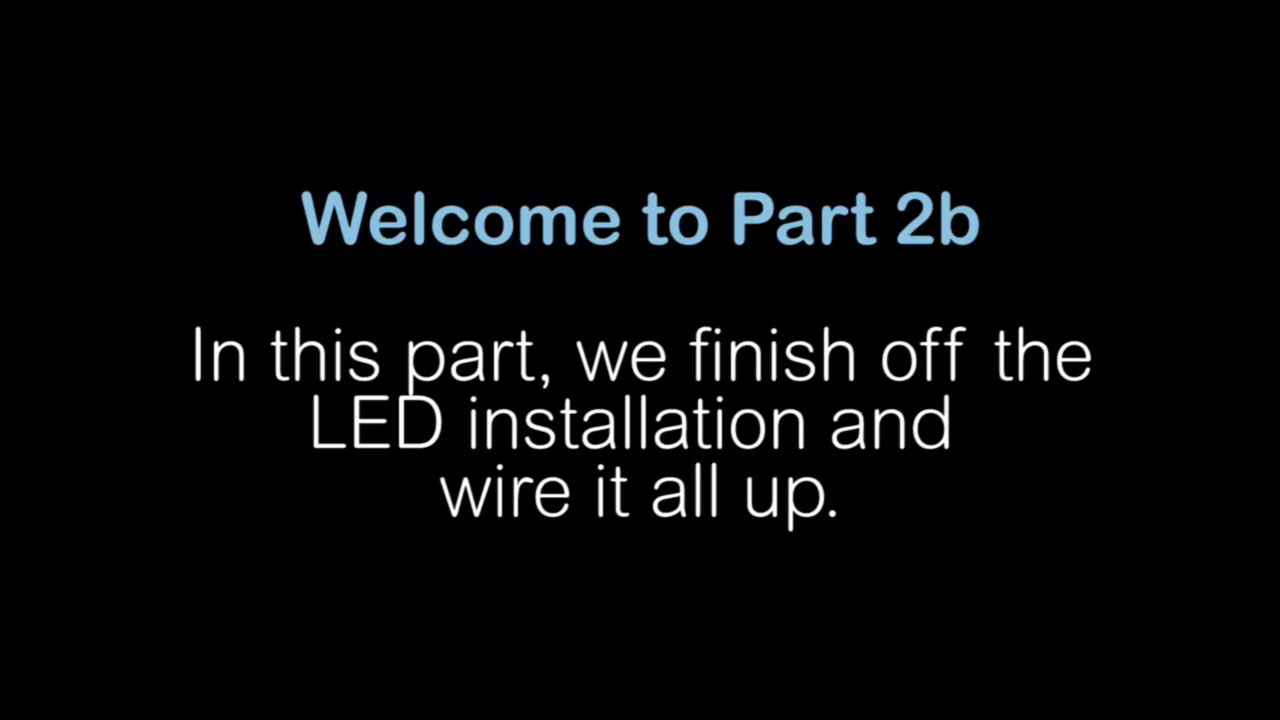 Welcome to Part 2b
In this part, we finish off the
LED installation and
wire it all up.